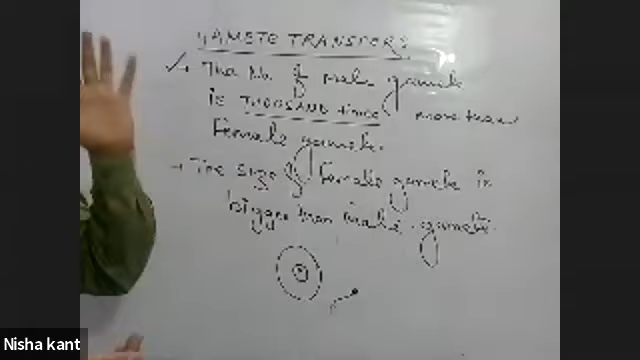 GAMETE TRANSFERS
✓ The No. of male gamete
is THOUSAND times more than
Female gamete.
→ The size of Female gamete is
bigger than male gamete.
Nisha kant